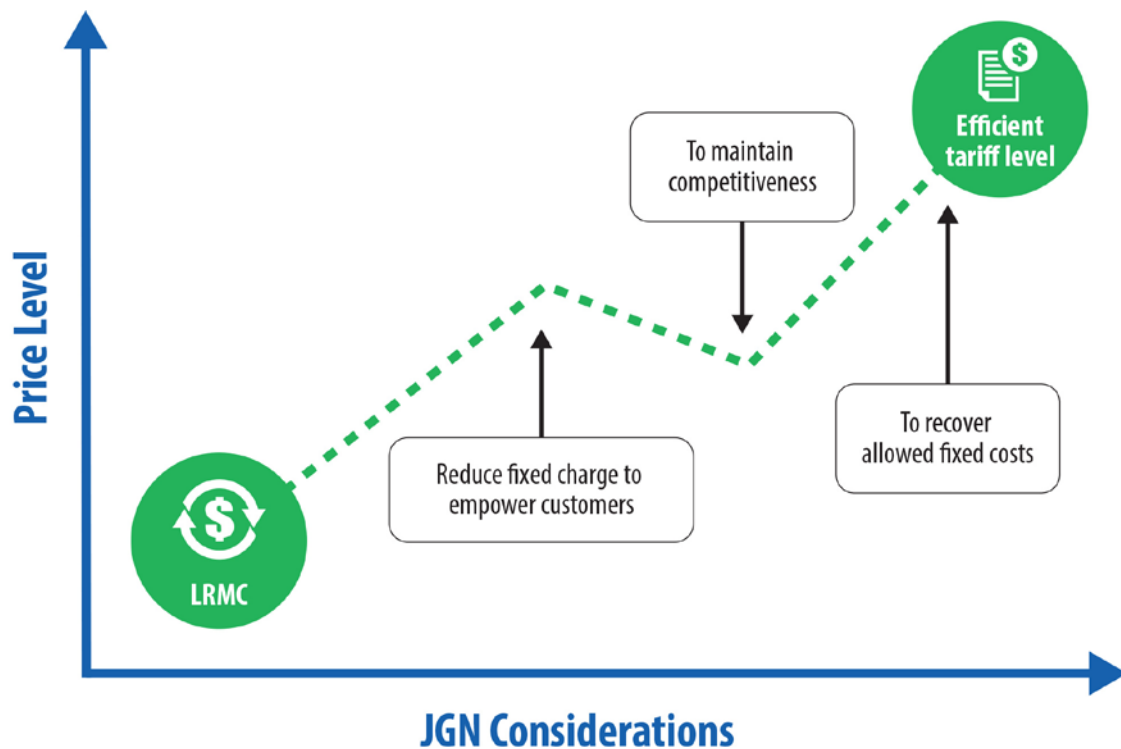 Price Level
$
Efficient
tariff level
To maintain
competitiveness
To recover
allowed fixed costs
Reduce fixed charge to
empower customers
$
LRMC
JGN Considerations